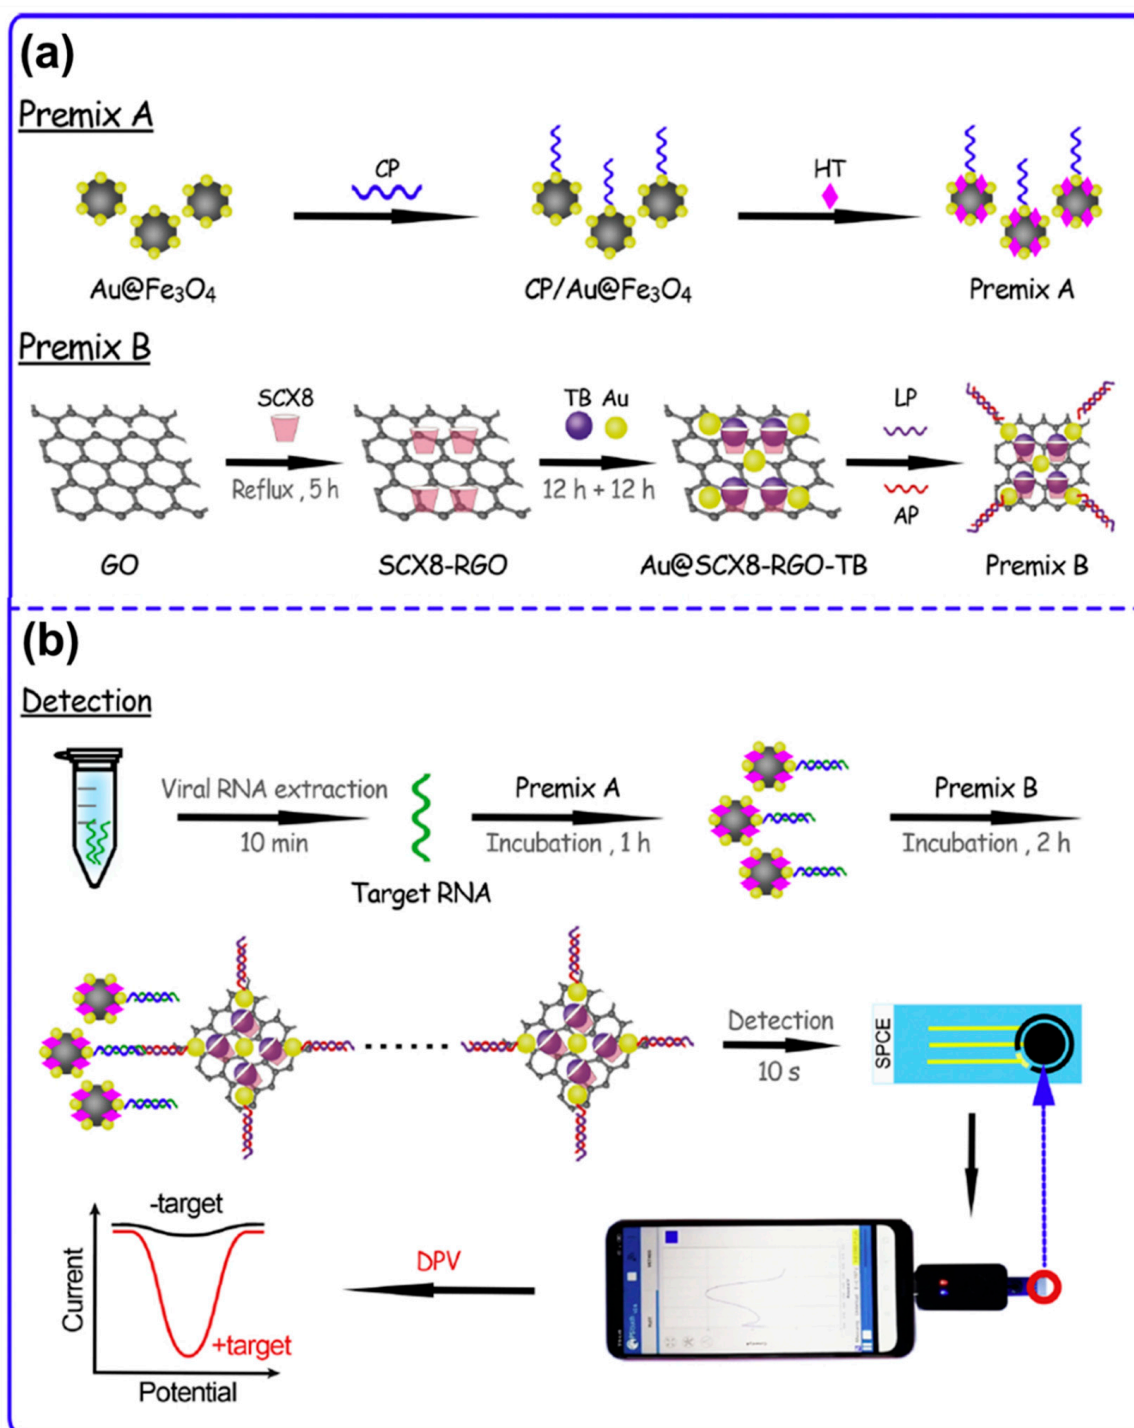 (a)
Premix A
CP
HT
Au@Fe₃O₄
CP/Au@Fe₃O₄
Premix A
Premix B
SCX8
Reflux , 5 h
TB Au
12 h + 12 h
LP
AP
GO
SCX8-RGO
Au@SCX8-RGO-TB
Premix B
(b)
Detection
Viral RNA extraction
10 min
Target RNA
Premix A
Incubation , 1 h
Premix B
Incubation , 2 h
Detection
10 s
SPCE
-target
+target
Current
Potential
DPV